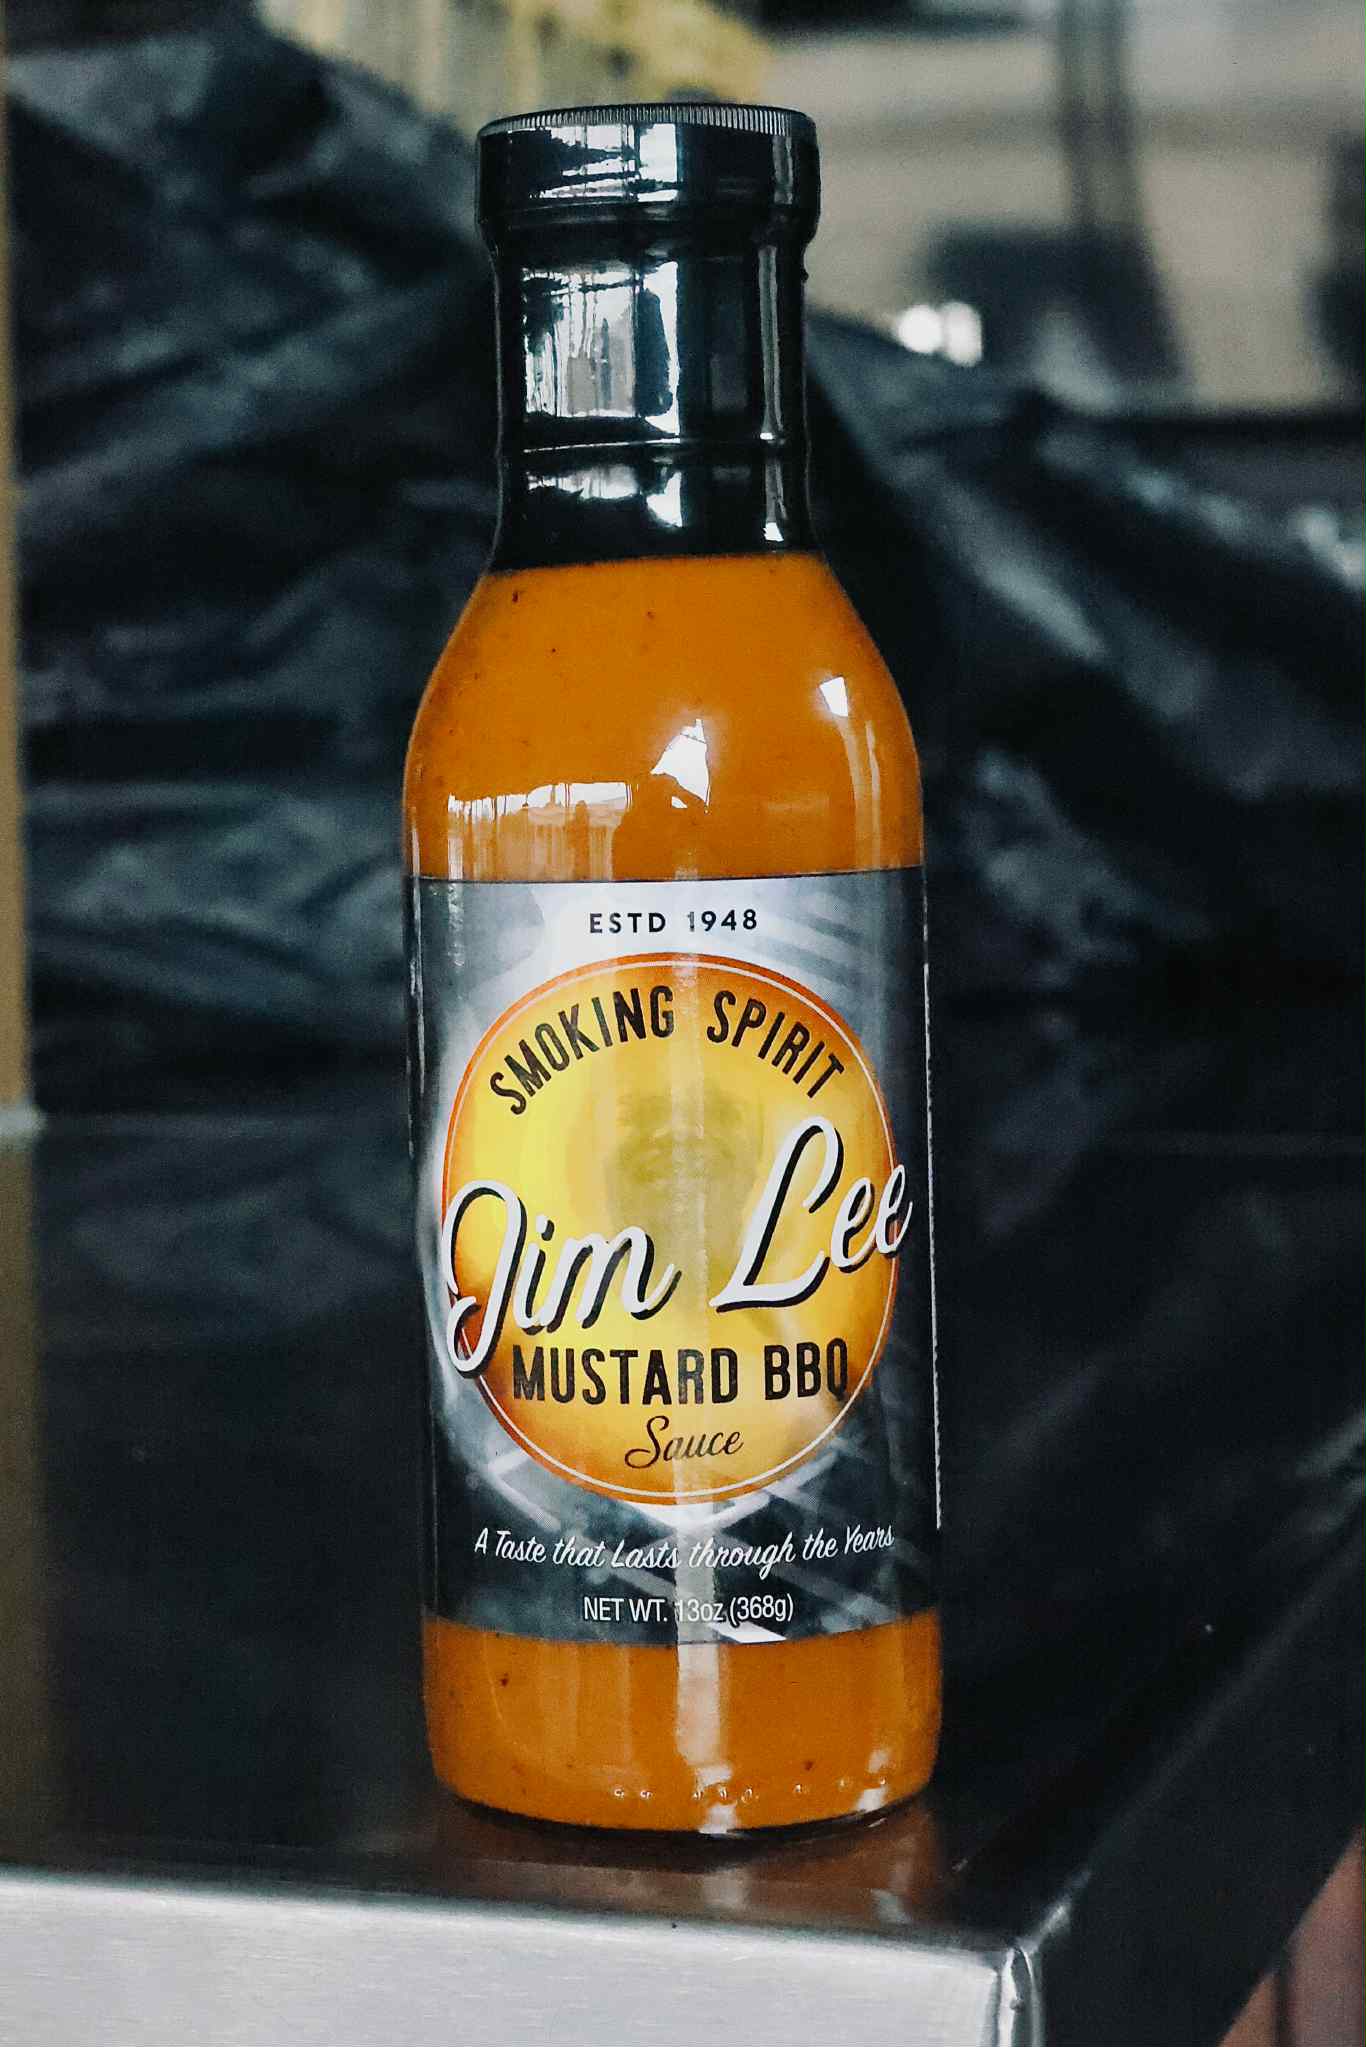 ESTD 1948
SMOKING SPIRIT
Jim Lee
MUSTARD BBQ
Sauce
A Taste that Lasts through the Years
NET WT. 13oz (368g)